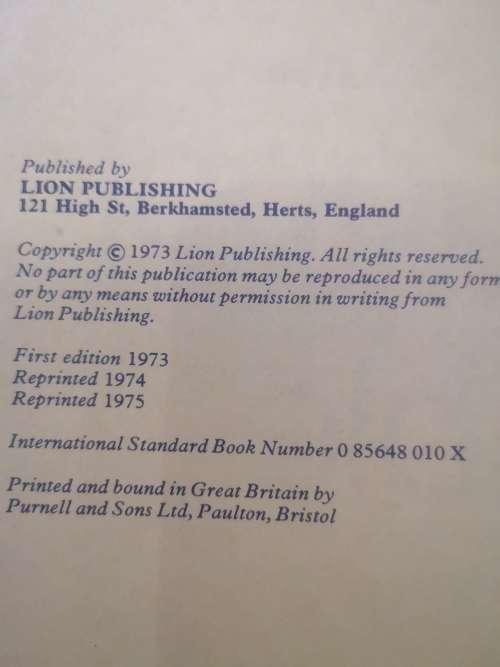 Published by
LION PUBLISHING
121 High St, Berkhamsted, Herts, England
Copyright © 1973 Lion Publishing. All rights reserved.
No part of this publication may be reproduced in any form
or by any means without permission in writing from
Lion Publishing.
First edition 1973
Reprinted 1974
Reprinted 1975
International Standard Book Number 0 85648 010 X
Printed and bound in Great Britain by
Purnell and Sons Ltd, Paulton, Bristol